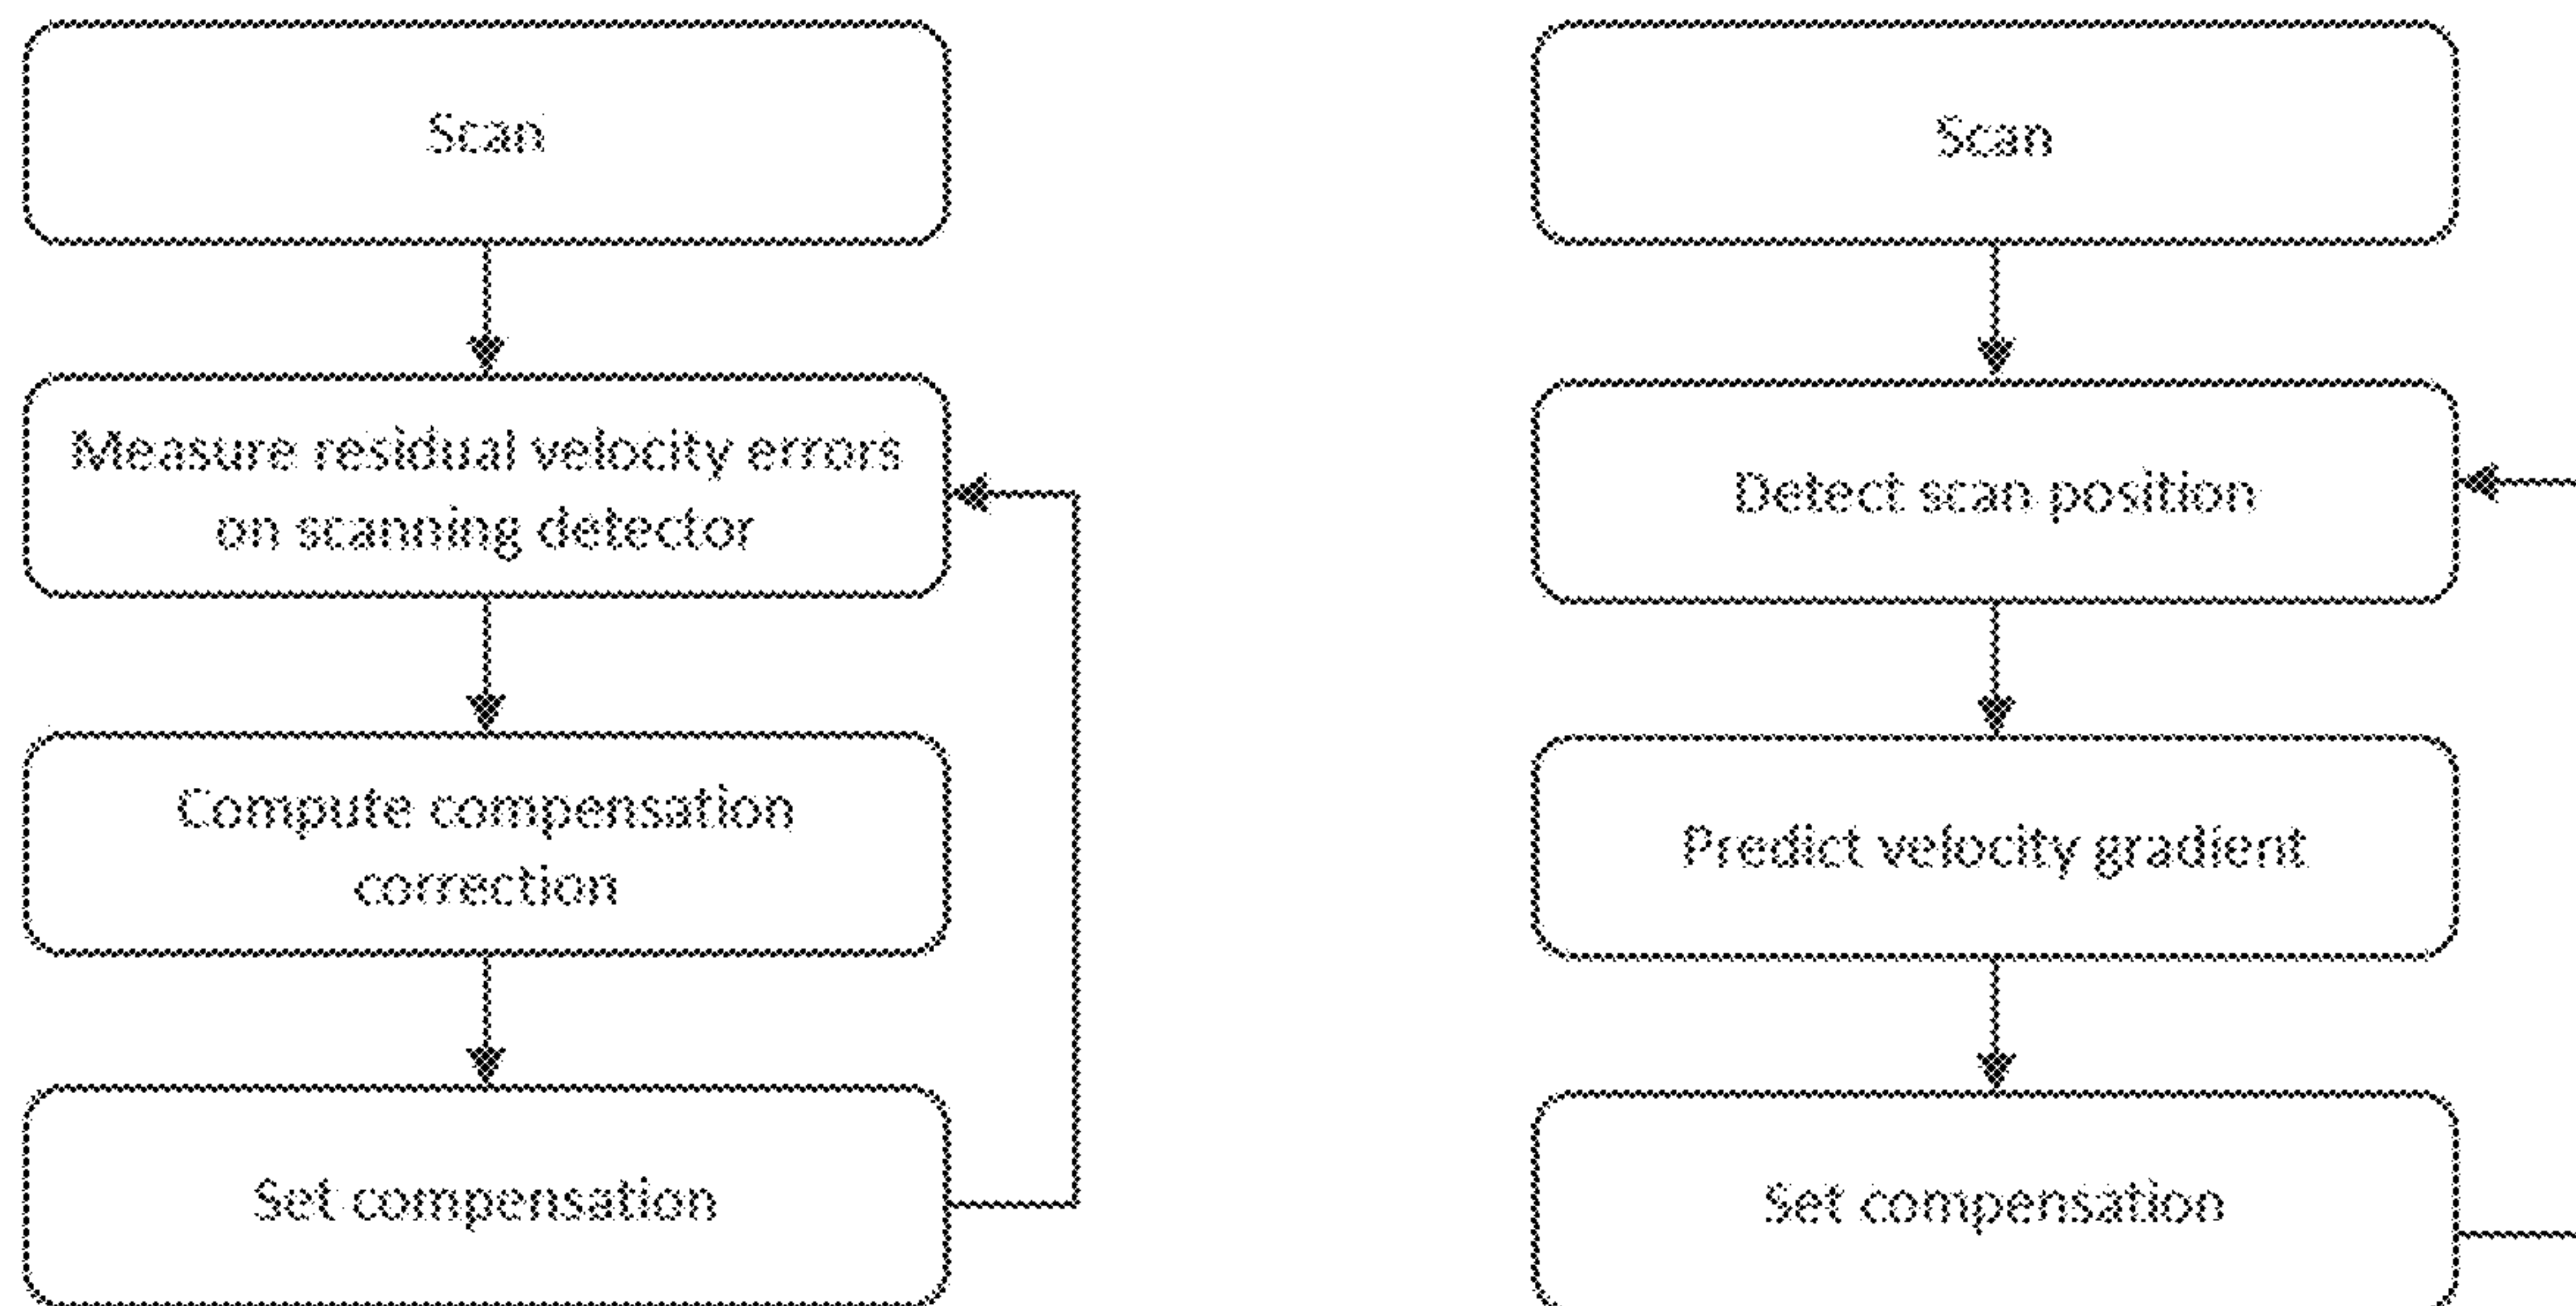 Scan
Measure residual velocity errors
on scanning detector
Compute compensation
correction
Set compensation
Scan
Detect scan position
Predict velocity gradient
Set compensation